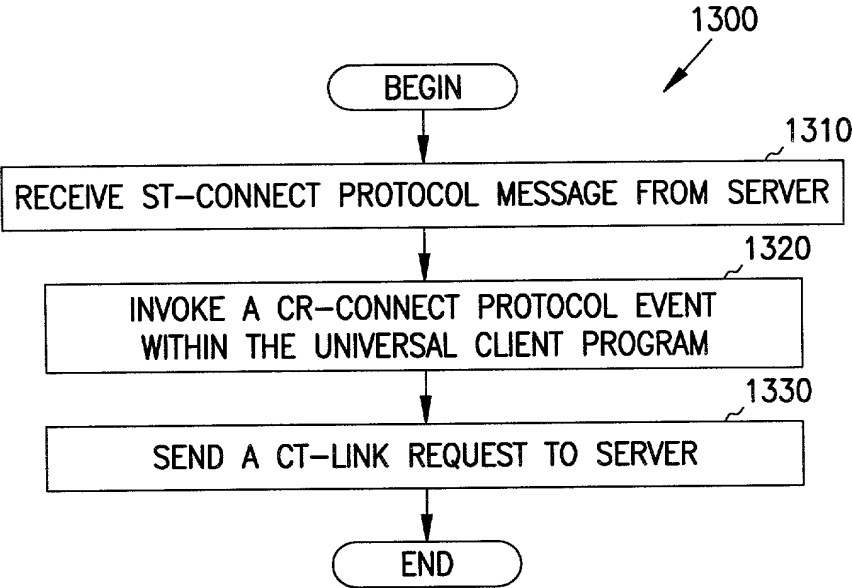 1300
BEGIN
1310
RECEIVE ST-CONNECT PROTOCOL MESSAGE FROM SERVER
1320
INVOKE A CR-CONNECT PROTOCOL EVENT
WITHIN THE UNIVERSAL CLIENT PROGRAM
1330
SEND A CT-LINK REQUEST TO SERVER
END